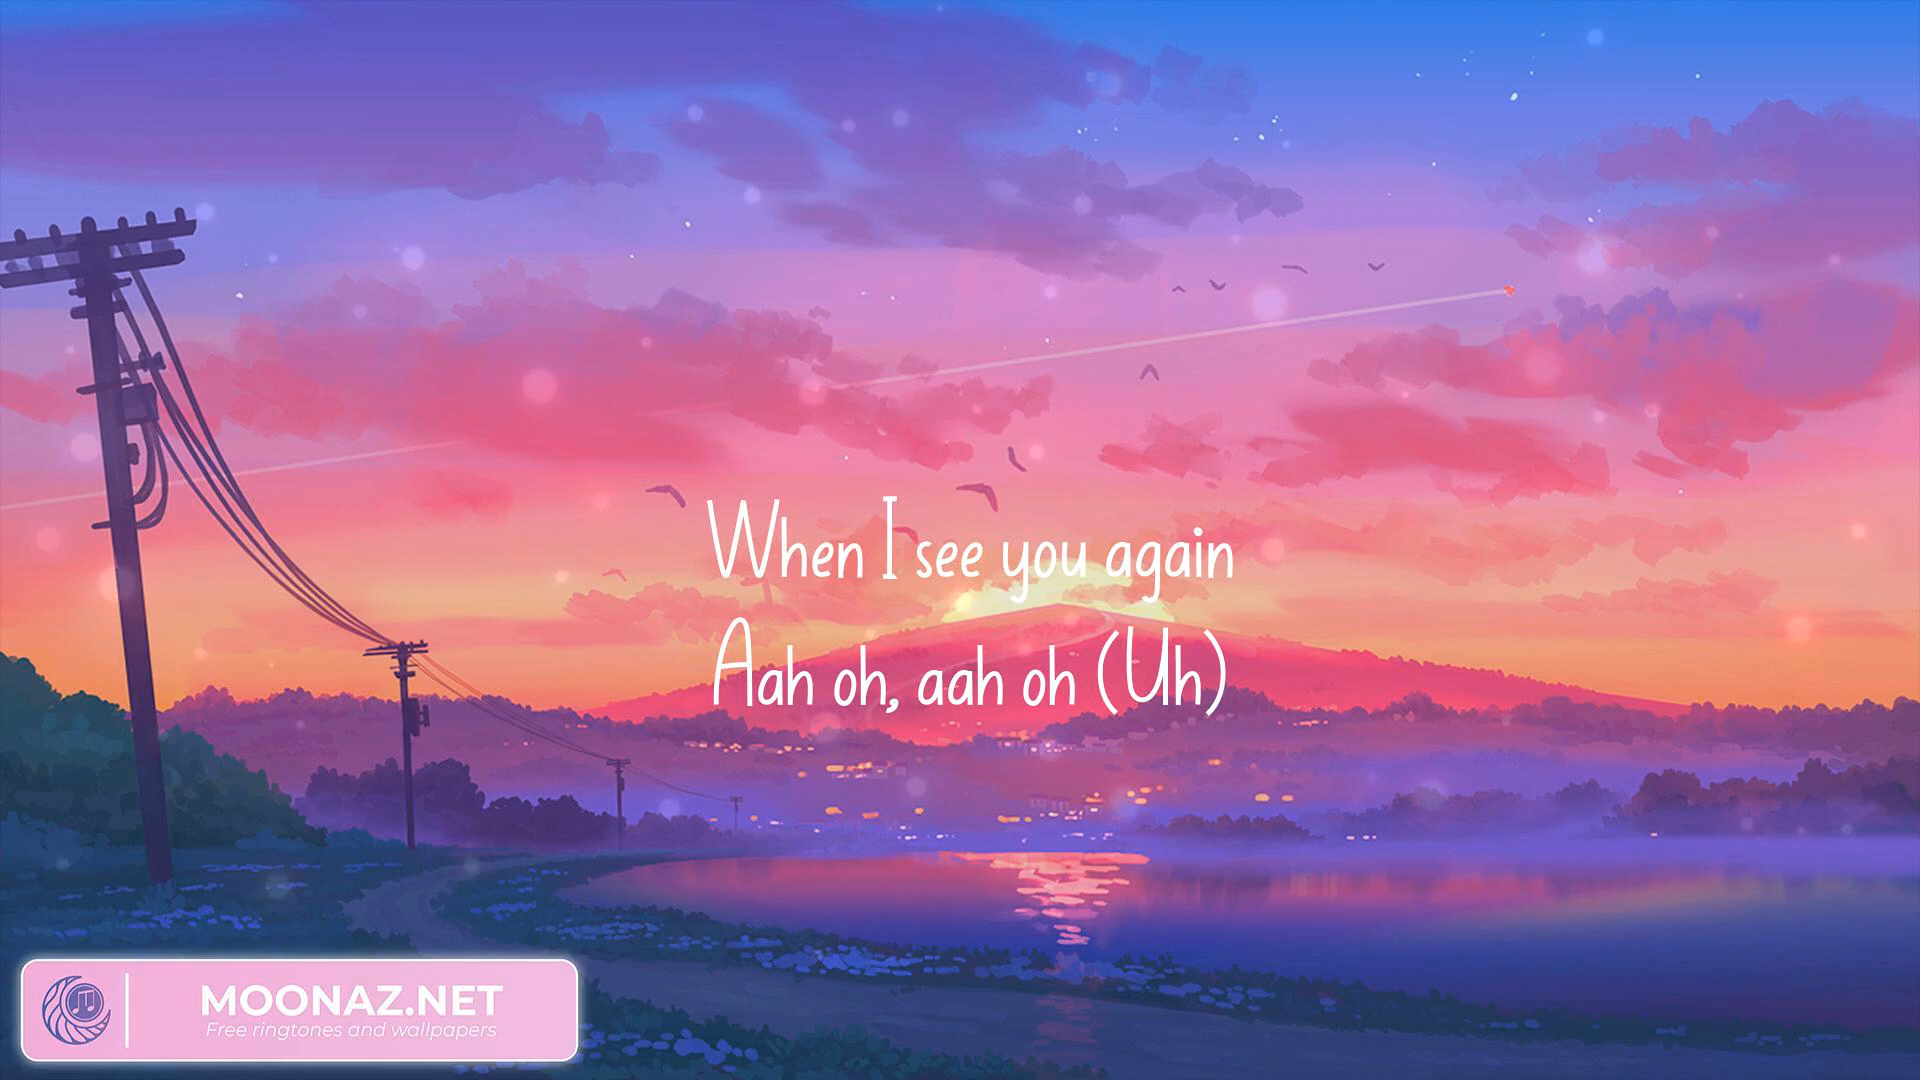 When I see you again
Aah oh, aah oh (Uh)
MOONAZ.NET
Free ringtones and wallpapers